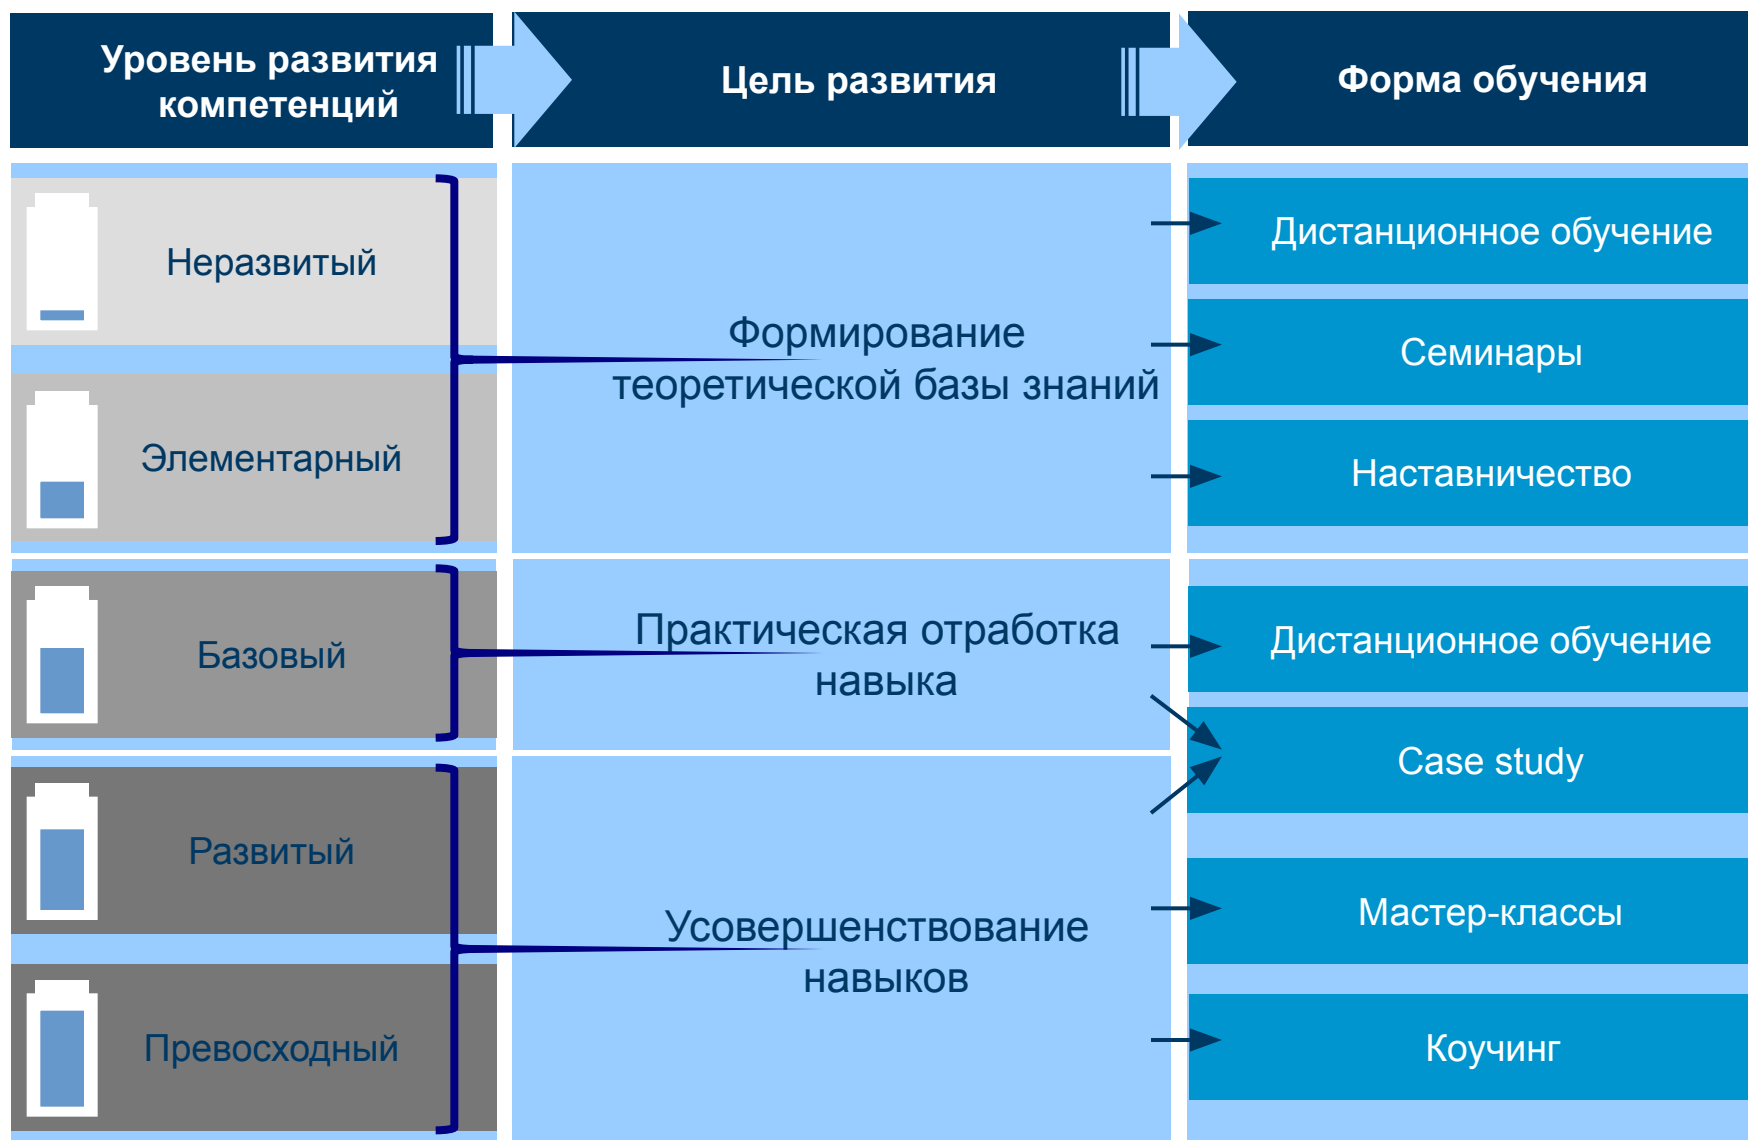 Уровень развития
компетенций
Цель развития
Форма обучения
Неразвитый
Элементарный
Формирование
теоретической базы знаний
Дистанционное обучение
Семинары
Наставничество
Базовый
Практическая отработка
навыка
Дистанционное обучение
Case study
Развитый
Превосходный
Усовершенствование
навыков
Мастер-классы
Коучинг